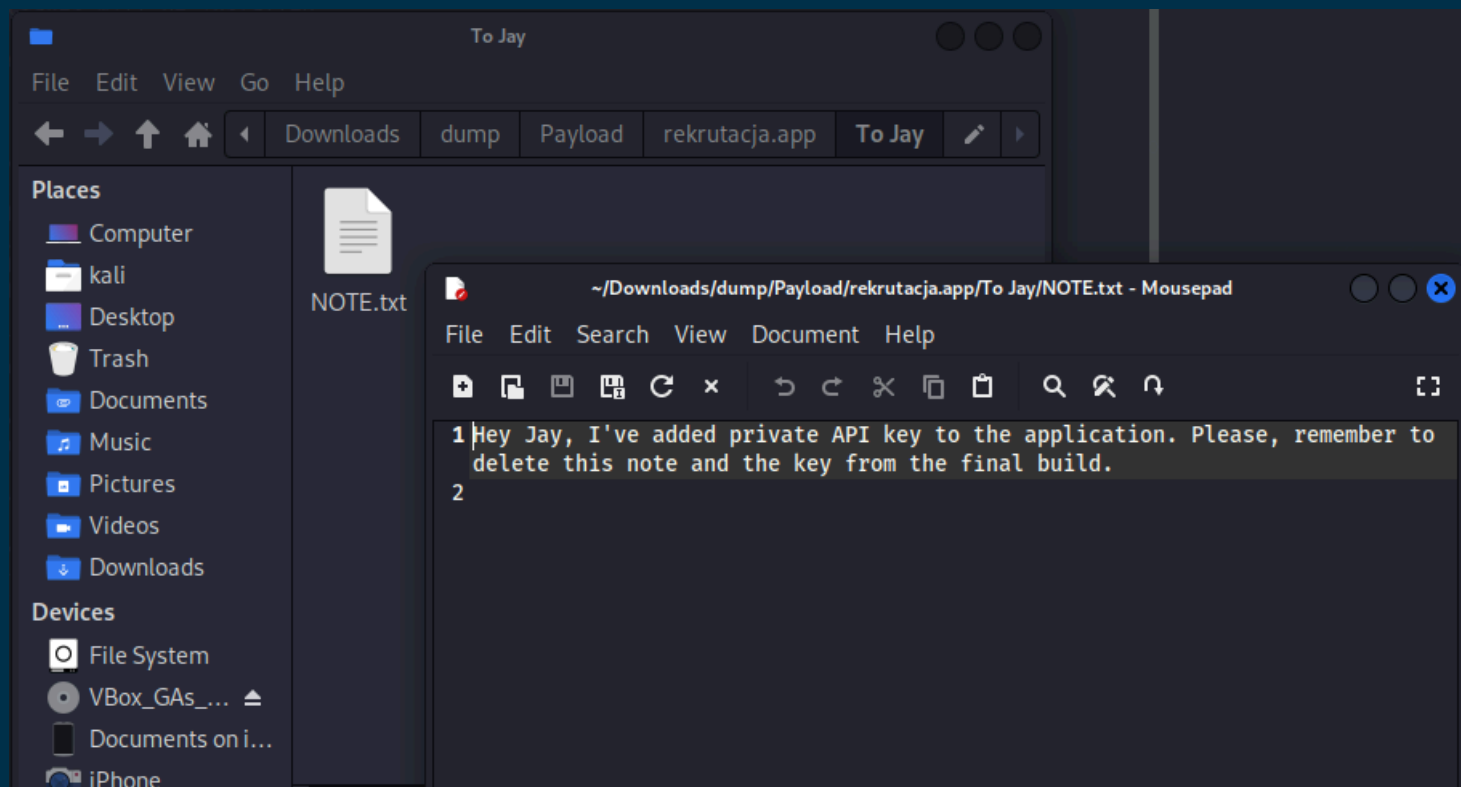 To Jay
File Edit View Go Help
Downloads dump Payload rekrutacja.app To Jay
Places
Computer
kali
Desktop
Trash
Documents
Music
Pictures
Videos
Downloads
Devices
File System
VBox_GAs_...
Documents on i...
iPhone
NOTE.txt
~/Downloads/dump/Payload/rekrutacja.app/To Jay/NOTE.txt - Mousepad
File Edit Search View Document Help
1 Hey Jay, I've added private API key to the application. Please, remember to
delete this note and the key from the final build.
2